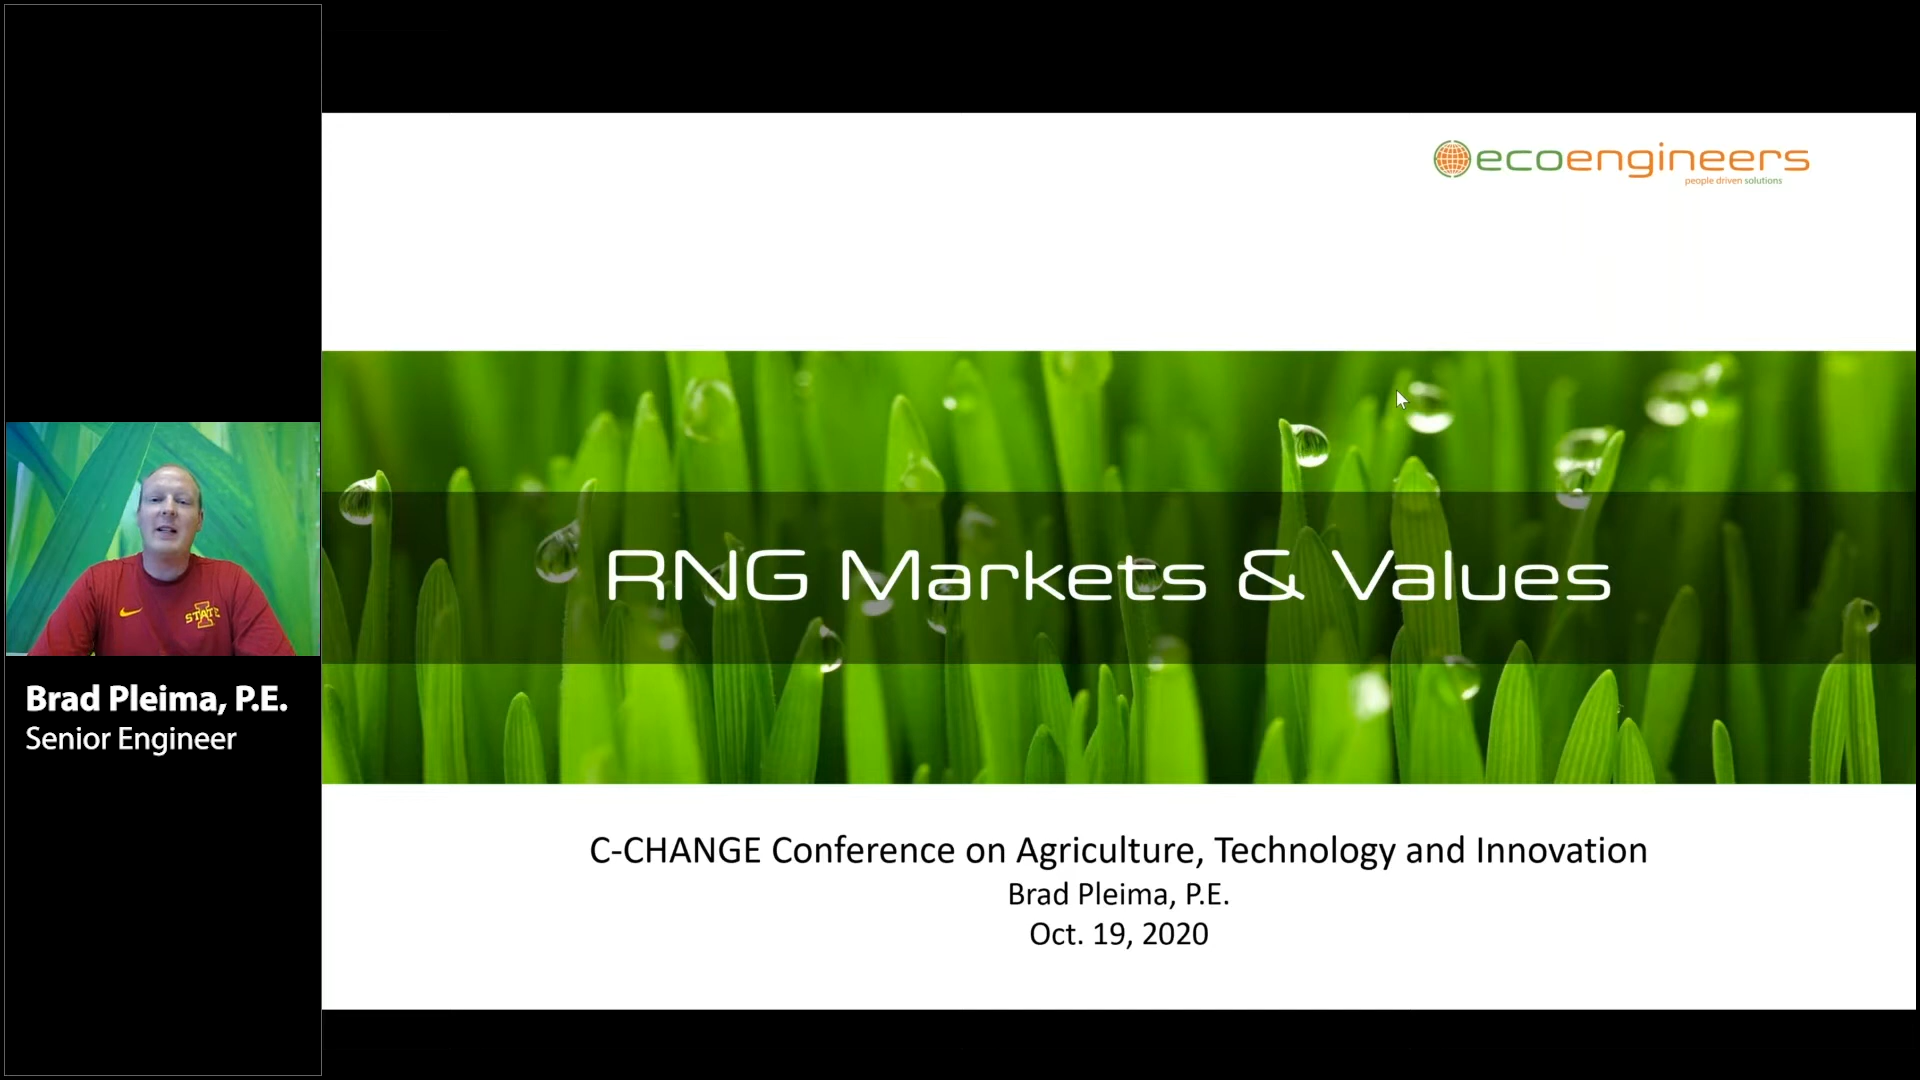 ecoengineers
people driven solutions
RNG Markets & Values
STATE
I
Brad Pleima, P.E.
Senior Engineer
C-CHANGE Conference on Agriculture, Technology and Innovation
Brad Pleima, P.E.
Oct. 19, 2020